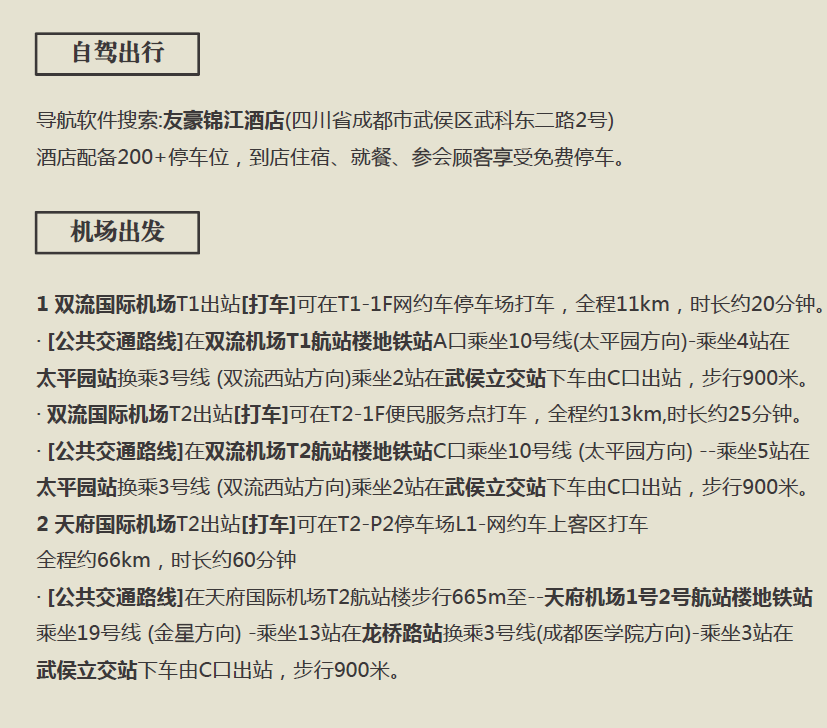 自驾出行
导航软件搜索:友豪锦江酒店(四川省成都市武侯区武科东二路2号)
酒店配备200+停车位，到店住宿、就餐、参会顾客享受免费停车。
机场出发
1 双流国际机场T1出站[打车]可在T1-1F网约车停车场打车，全程11km，时长约20分钟。
· [公共交通路线]在双流机场T1航站楼地铁站A口乘坐10号线(太平园方向)-乘坐4站在
太平园站换乘3号线 (双流西站方向)乘坐2站在武侯立交站下车由C口出站，步行900米。
· 双流国际机场T2出站[打车]可在T2-1F便民服务点打车，全程约13km,时长约25分钟。
· [公共交通路线]在双流机场T2航站楼地铁站C口乘坐10号线 (太平园方向) --乘坐5站在
太平园站换乘3号线 (双流西站方向)乘坐2站在武侯立交站下车由C口出站，步行900米。
2 天府国际机场T2出站[打车]可在T2-P2停车场L1-网约车上客区打车
全程约66km，时长约60分钟
· [公共交通路线]在天府国际机场T2航站楼步行665m至--天府机场1号2号航站楼地铁站
乘坐19号线 (金星方向) -乘坐13站在龙桥路站换乘3号线(成都医学院方向)-乘坐3站在
武侯立交站下车由C口出站，步行900米。